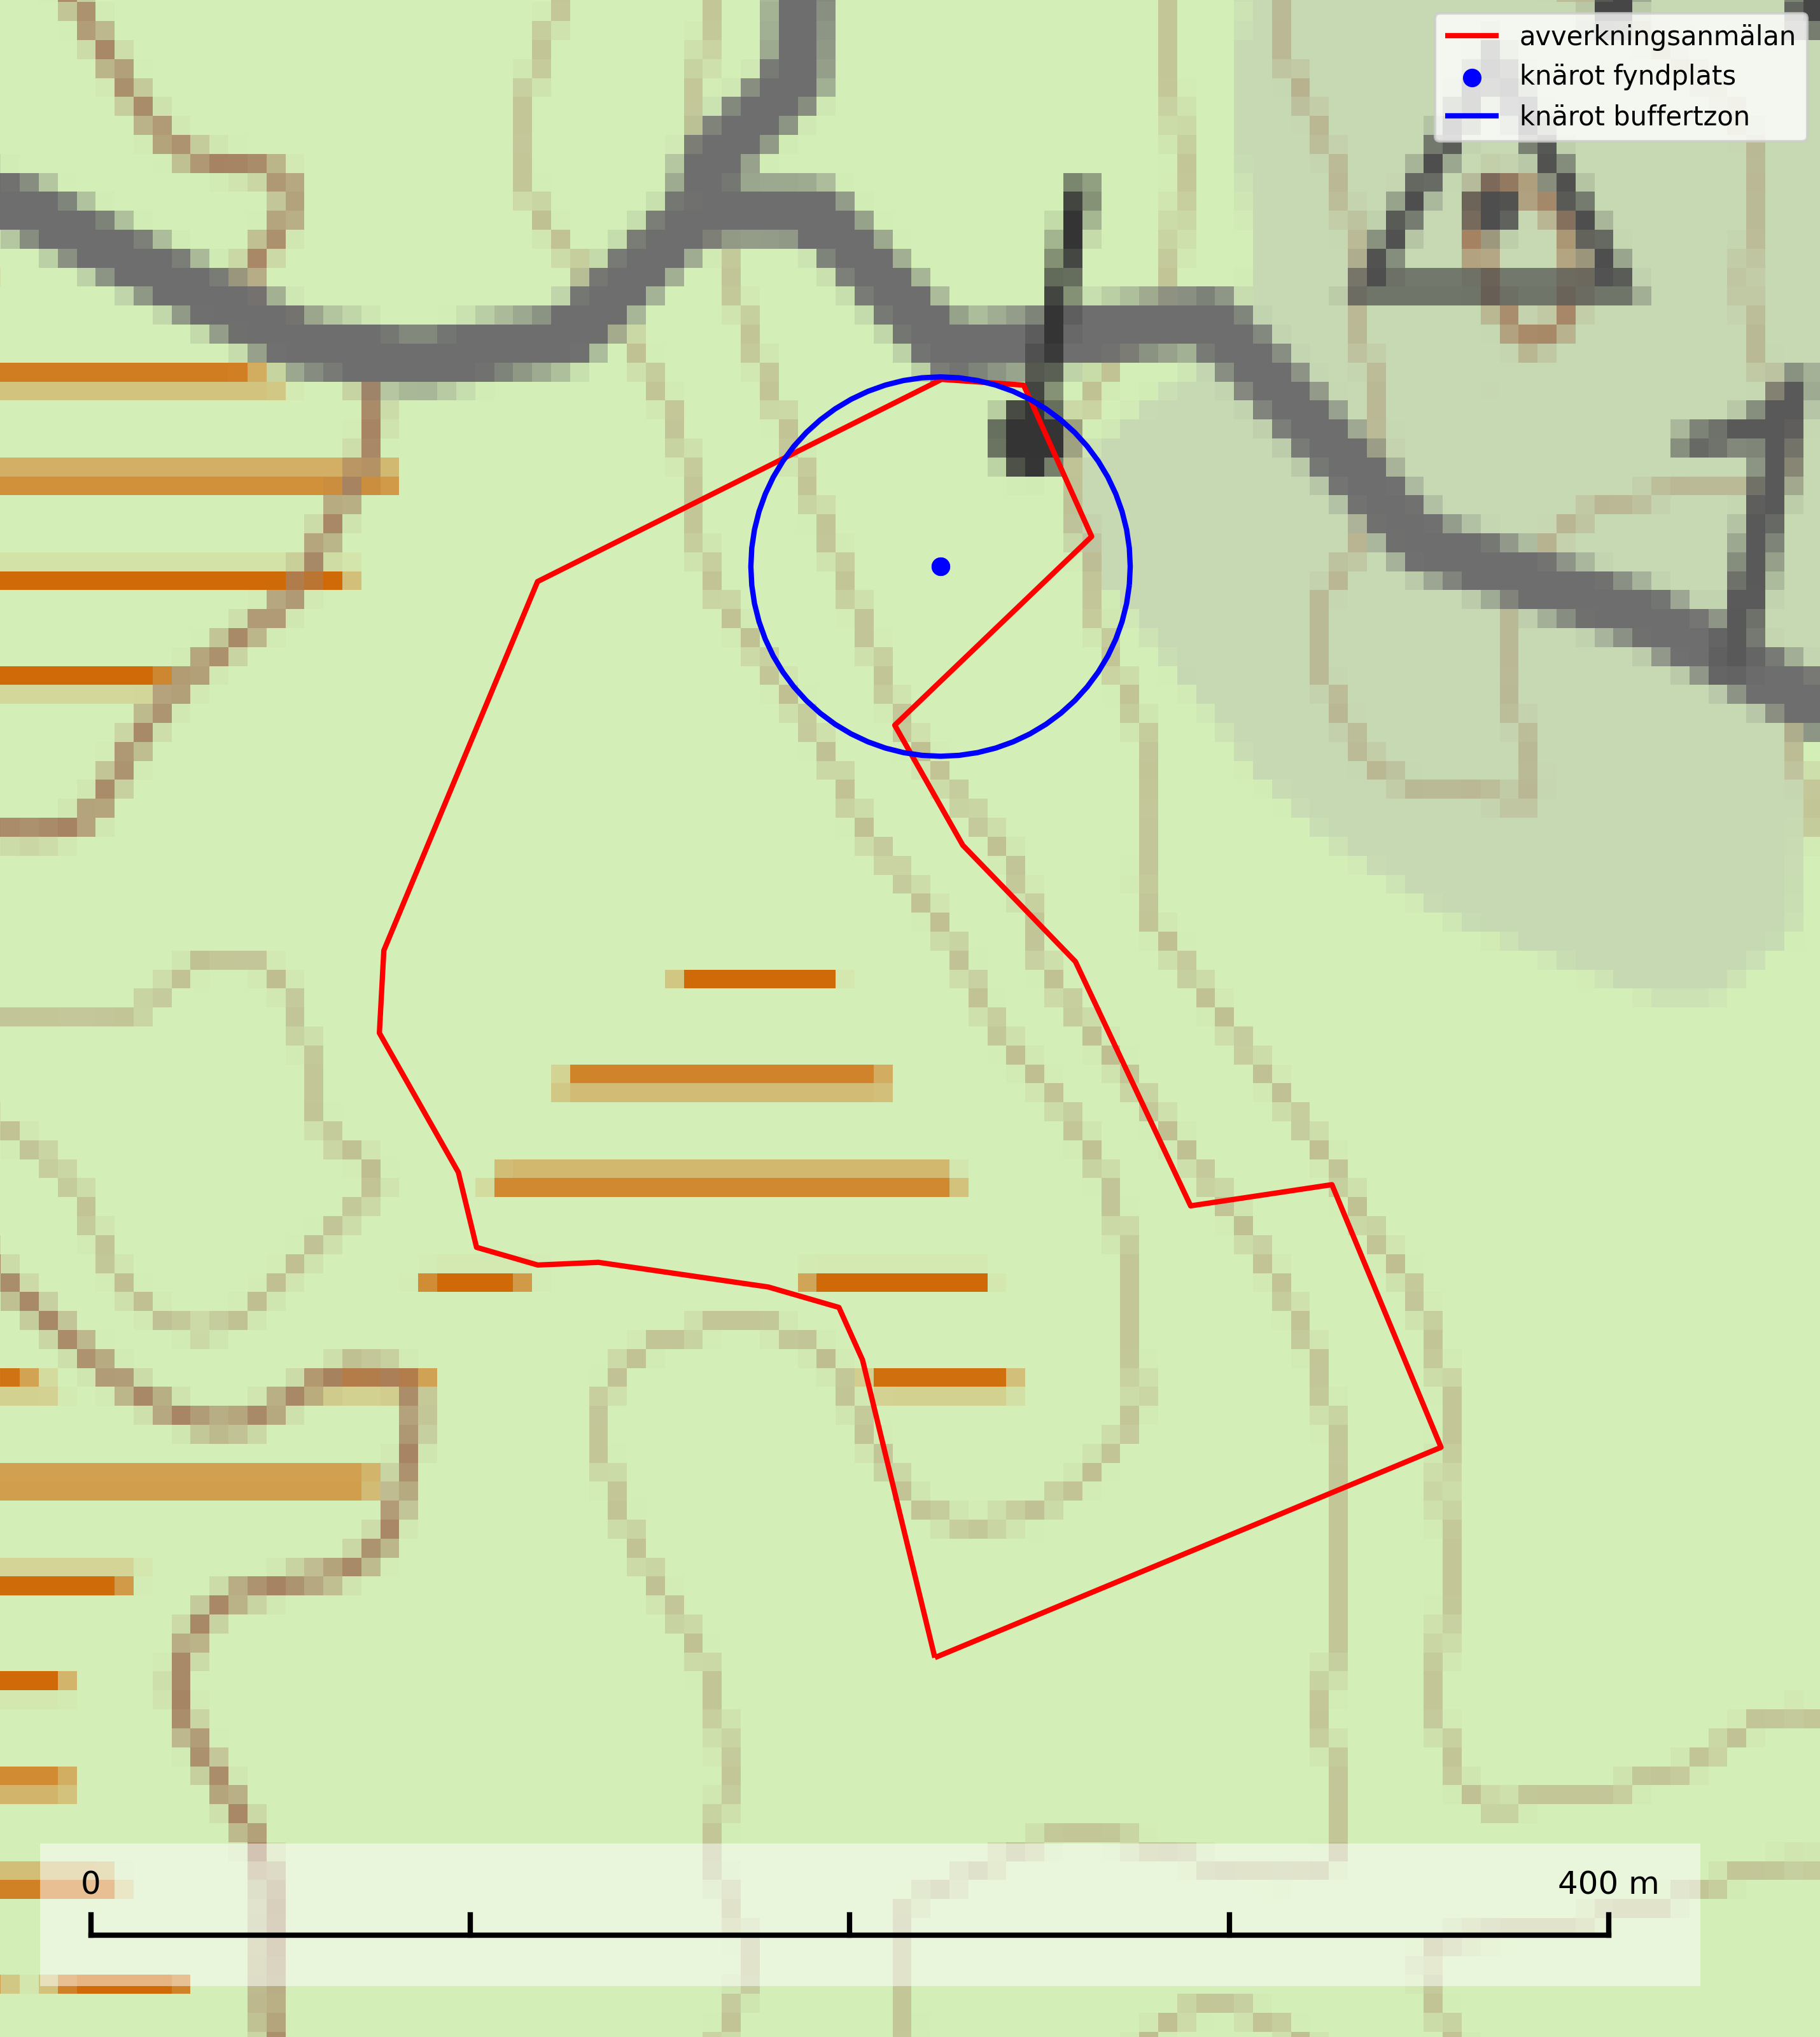 avverkningsanmälan
knärot fyndplats
knärot buffertzon
0
400 m